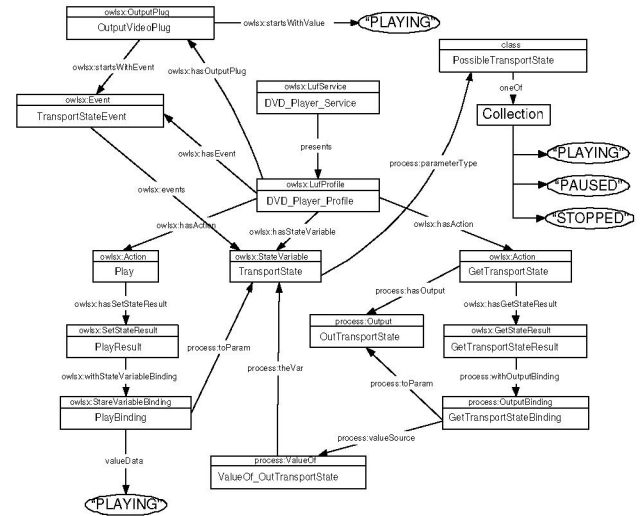 owlsx:OutputPlug
OutputVideoPlug
owlsx:startsWithValue
"PLAYING"
class
PossibleTransportState
owlsx:startsWithEvent
owlsx:hasOutputPlug
oneOf
owlsx:Event
TransportStateEvent
owlsx:LufService
DVD_Player_Service
Collection
owlsx:hasEvent
presents
process:parameterType
"PLAYING"
owlsx:events
owlsx:LufProfile
DVD_Player_Profile
"PAUSED"
"STOPPED"
owlsx:hasAction
owlsx:hasStateVariable
owlsx:hasAction
owlsx:Action
Play
owlsx:StateVariable
TransportState
owlsx:Action
GetTransportState
owlsx:hasSetStateResult
process:hasOutput
owlsx:hasGetStateResult
owlsx:SetStateResult
PlayResult
process:Output
OutTransportState
owlsx:GetStateResult
GetTransportStateResult
process:toParam
process:theVar
owlsx:withStateVariableBinding
process:toParam
process:withOutputBinding
owlsx:StareVariableBinding
PlayBinding
process:OutputBinding
GetTransportStateBinding
process:valueSource
valueData
process:ValueOf
ValueOf_OutTransportState
"PLAYING"